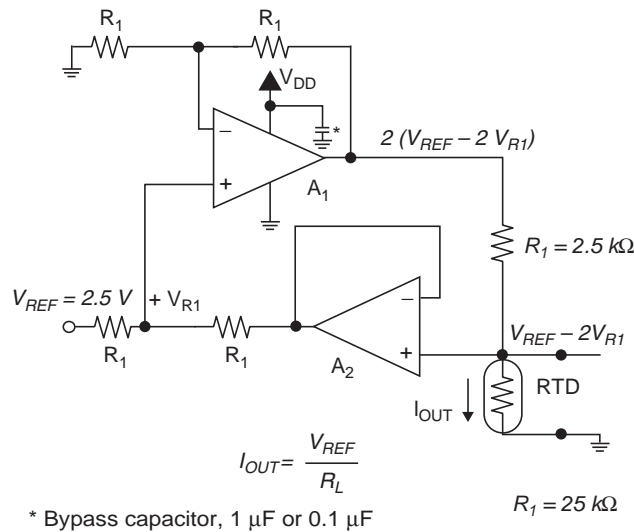 R1
R1
VDD
*
2 (VREF – 2 VR1)
−
+
A1
R1 = 2.5 kΩ
VREF = 2.5 V
+ VR1
−
+
VREF – 2VR1
R1
R1
A2
RTD
IOUT
IOUT = VREF
RL
R1 = 25 kΩ
* Bypass capacitor, 1 μF or 0.1 μF